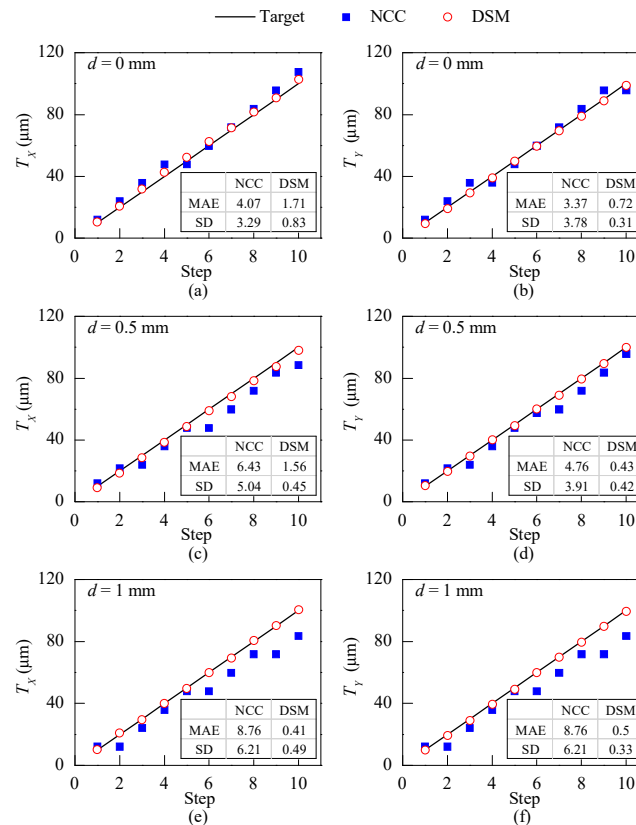 Target NCC DSM
d = 0 mm
120
80
40
0
T_X (μm)
NCC DSM
MAE 4.07 1.71
SD 3.29 0.83
0 2 4 6 8 10
Step
(a)
d = 0 mm
120
80
40
0
T_Y (μm)
NCC DSM
MAE 3.37 0.72
SD 3.78 0.31
0 2 4 6 8 10
Step
(b)
d = 0.5 mm
120
80
40
0
T_X (μm)
NCC DSM
MAE 6.43 1.56
SD 5.04 0.45
0 2 4 6 8 10
Step
(c)
d = 0.5 mm
120
80
40
0
T_Y (μm)
NCC DSM
MAE 4.76 0.43
SD 3.91 0.42
0 2 4 6 8 10
Step
(d)
d = 1 mm
120
80
40
0
T_X (μm)
NCC DSM
MAE 8.76 0.41
SD 6.21 0.49
0 2 4 6 8 10
Step
(e)
d = 1 mm
120
80
40
0
T_Y (μm)
NCC DSM
MAE 8.76 0.5
SD 6.21 0.33
0 2 4 6 8 10
Step
(f)